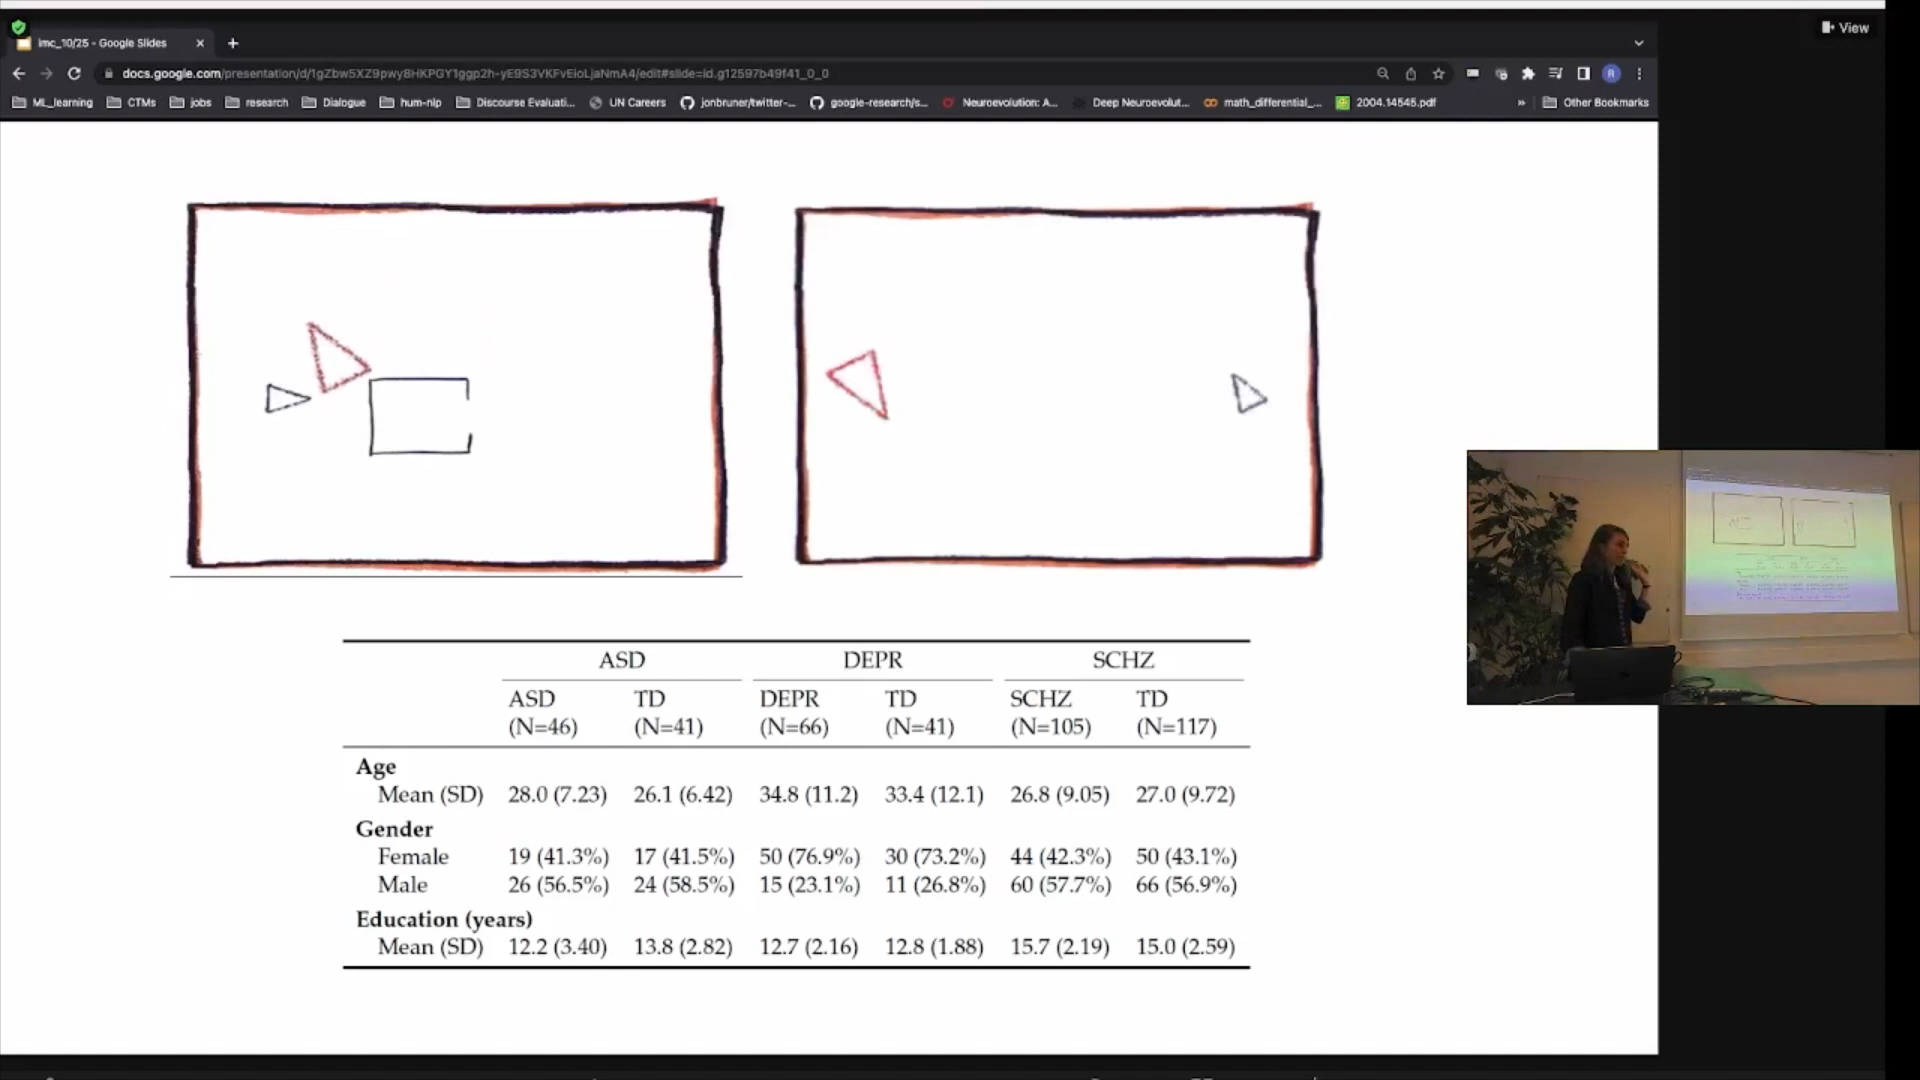 View
imc_10/25 - Google Slides
docs.google.com/presentation/d/1gZbw5XZ9pwy8HKPGY1ggp2h-yE9S3VKFvEioLjaNmA4/edit#slide=id.g12597b49f41_0_0
ML_learning CTMs jobs research Dialogue hum-nlp Discourse Evaluati... UN Careers jonbruner/twitter-... google-research/s... Neuroevolution: A... Deep Neuroevolut... math_differential_... 2004.14545.pdf » Other Bookmarks
ASD DEPR SCHZ
ASD TD DEPR TD SCHZ TD
(N=46) (N=41) (N=66) (N=41) (N=105) (N=117)
Age
Mean (SD) 28.0 (7.23) 26.1 (6.42) 34.8 (11.2) 33.4 (12.1) 26.8 (9.05) 27.0 (9.72)
Gender
Female 19 (41.3%) 17 (41.5%) 50 (76.9%) 30 (73.2%) 44 (42.3%) 50 (43.1%)
Male 26 (56.5%) 24 (58.5%) 15 (23.1%) 11 (26.8%) 60 (57.7%) 66 (56.9%)
Education (years)
Mean (SD) 12.2 (3.40) 13.8 (2.82) 12.7 (2.16) 12.8 (1.88) 15.7 (2.19) 15.0 (2.59)